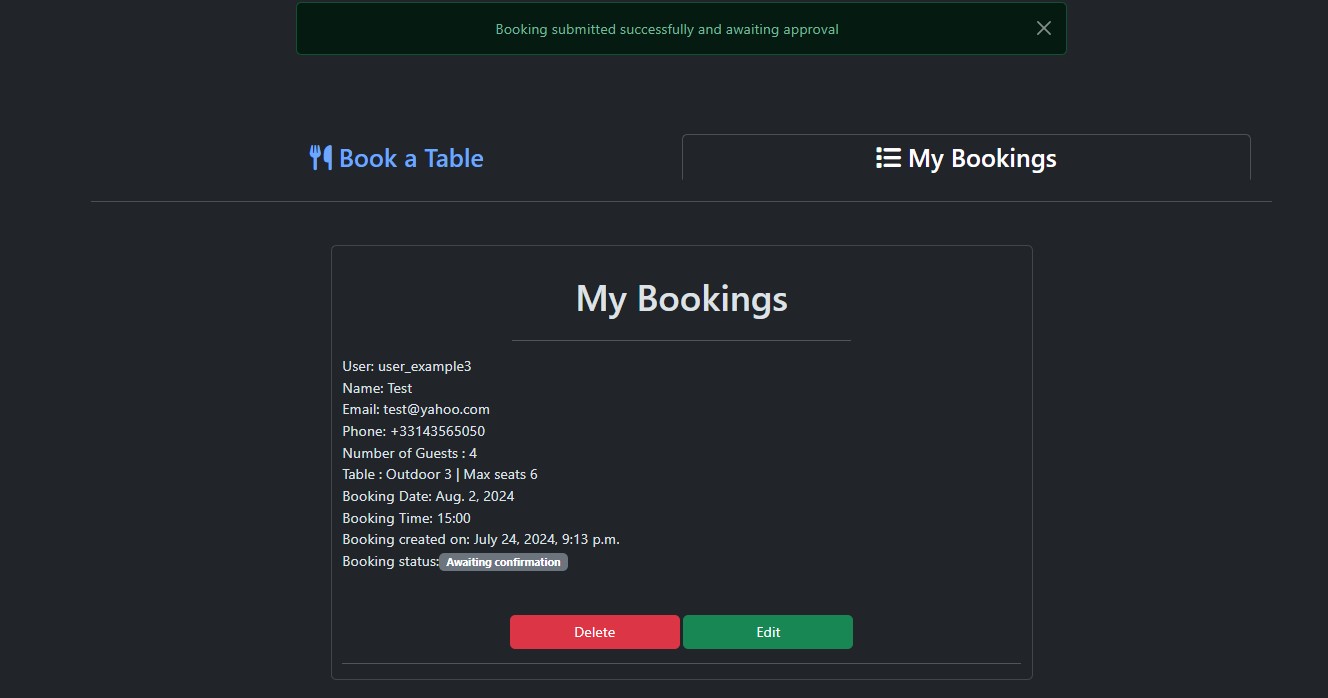 Booking submitted successfully and awaiting approval
Book a Table
My Bookings
My Bookings
User: user_example3
Name: Test
Email: test@yahoo.com
Phone: +33143565050
Number of Guests : 4
Table : Outdoor 3 | Max seats 6
Booking Date: Aug. 2, 2024
Booking Time: 15:00
Booking created on: July 24, 2024, 9:13 p.m.
Booking status: Awaiting confirmation
Delete
Edit